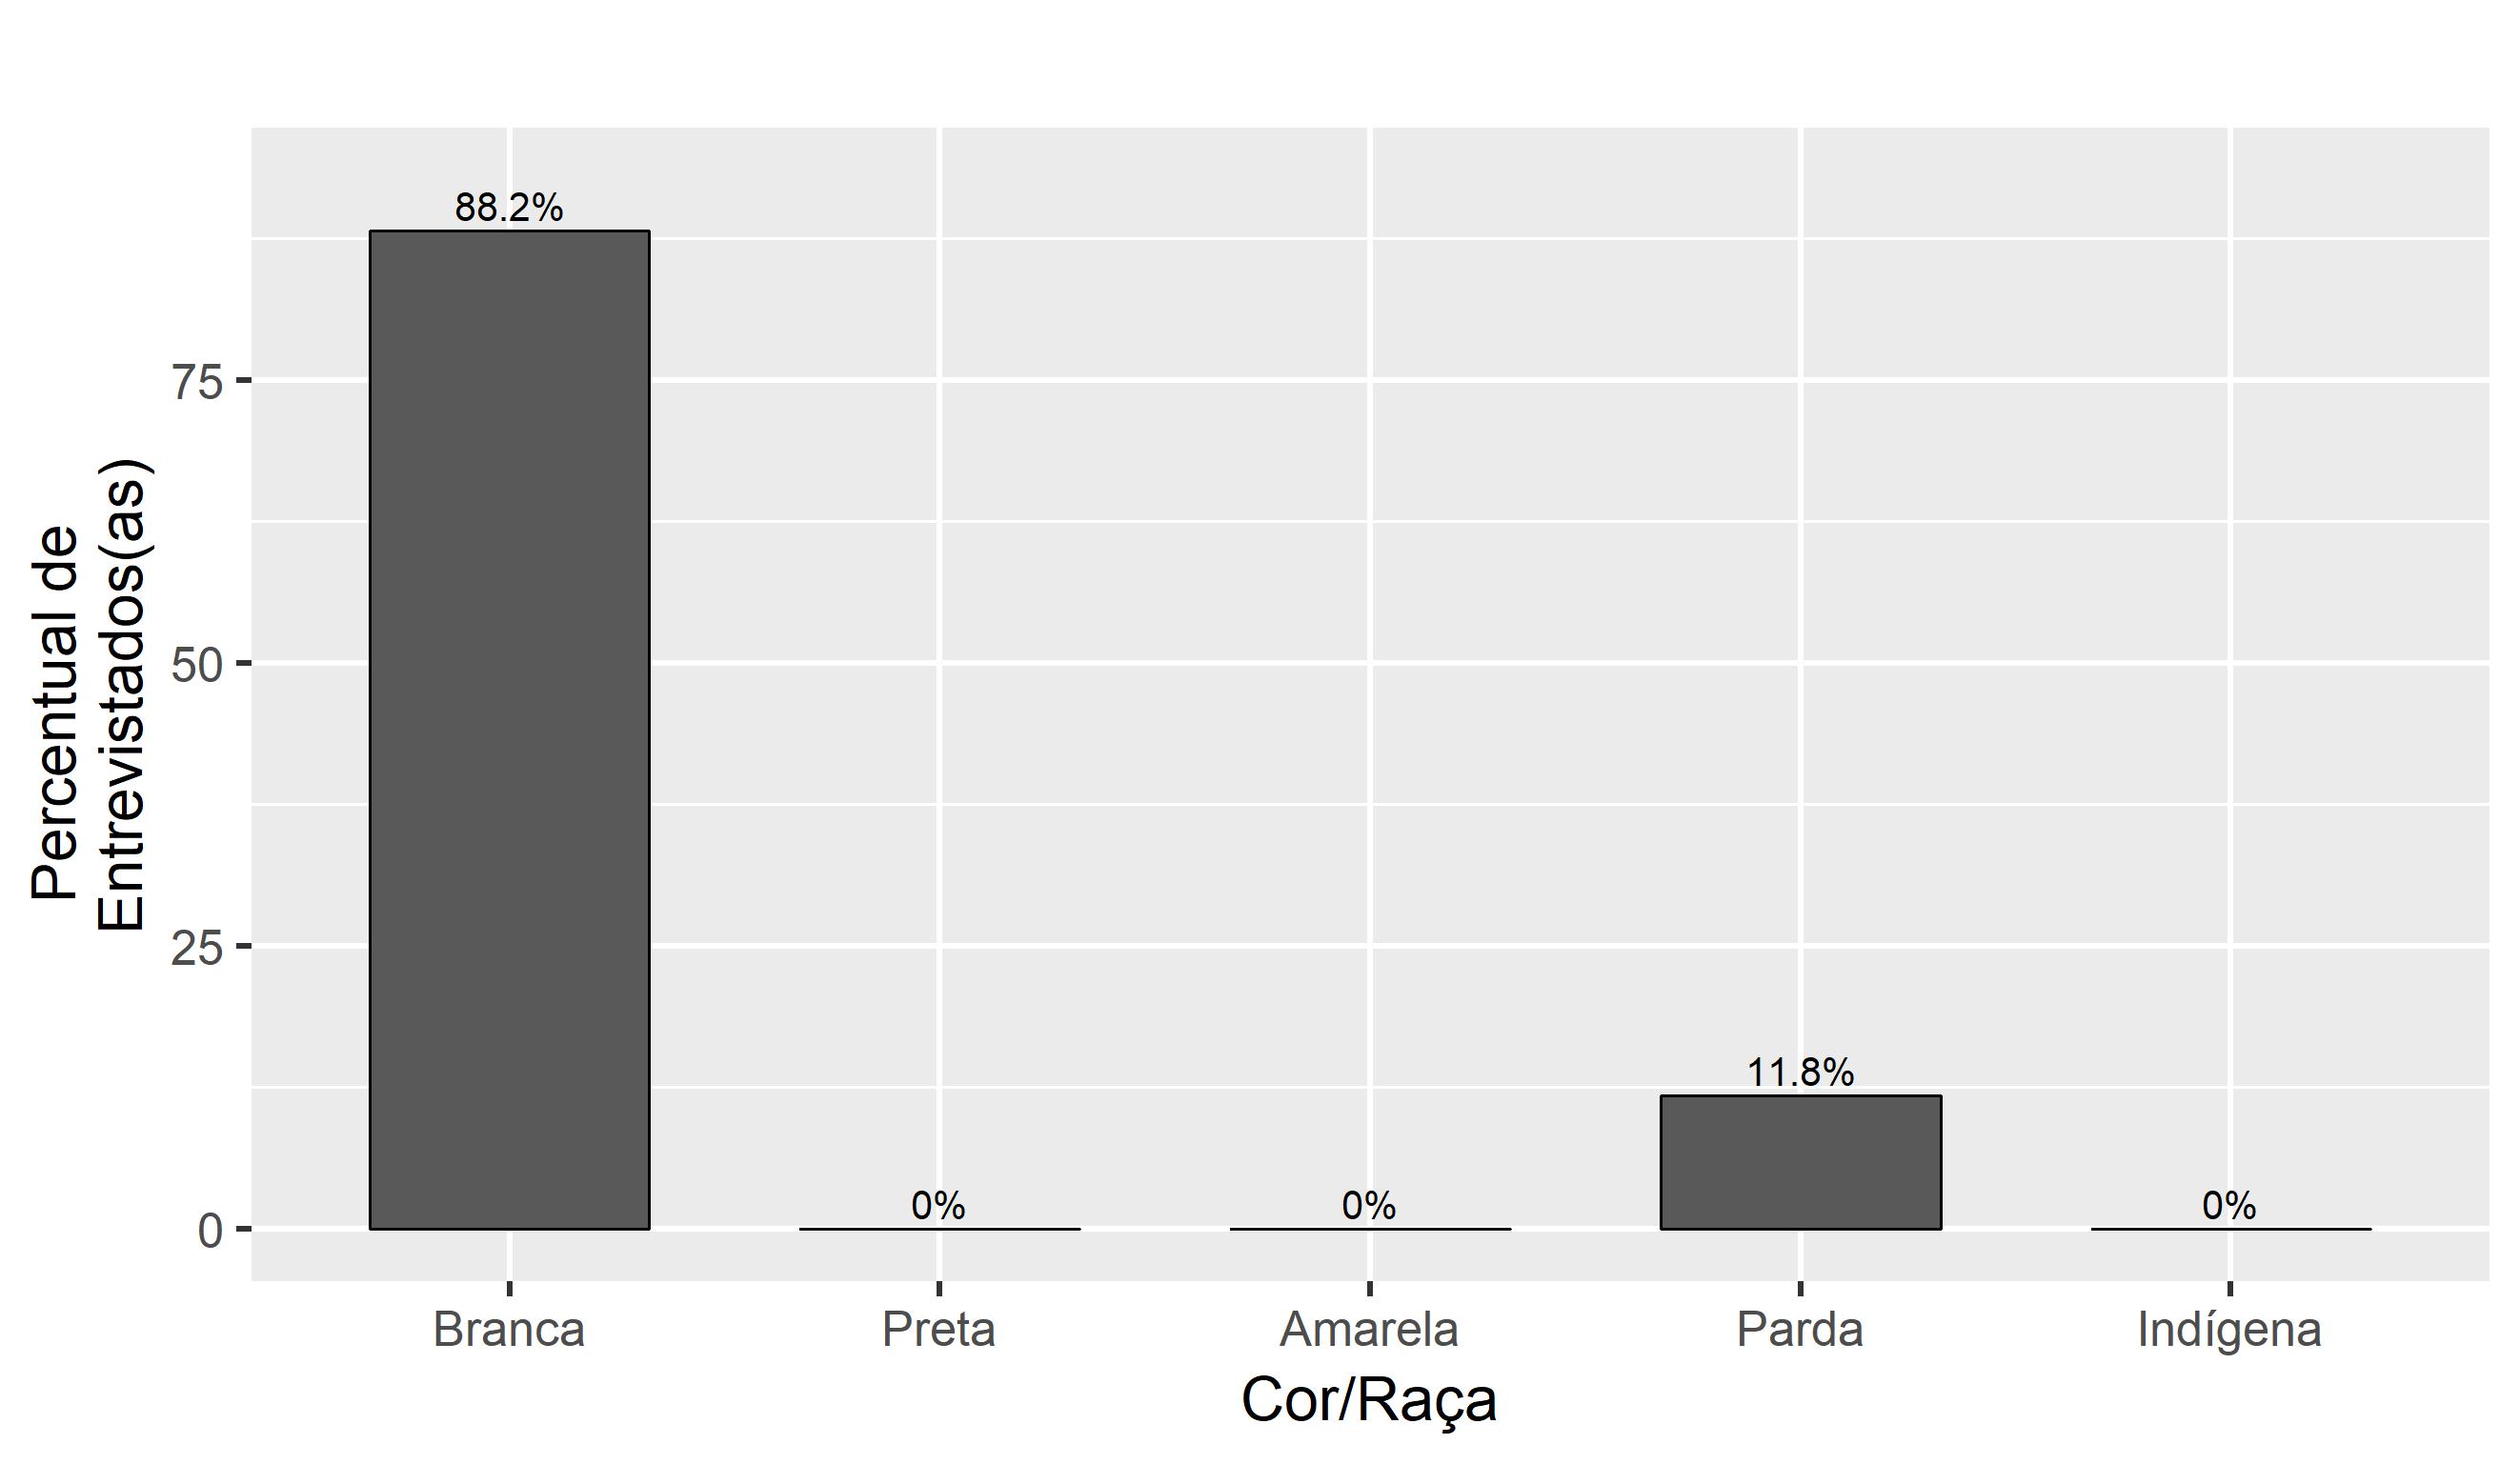 88.2%
0%
0%
11.8%
0%
75
50
25
0
Percentual de
Entrevistados(as)
Branca
Preta
Amarela
Parda
Indígena
Cor/Raça